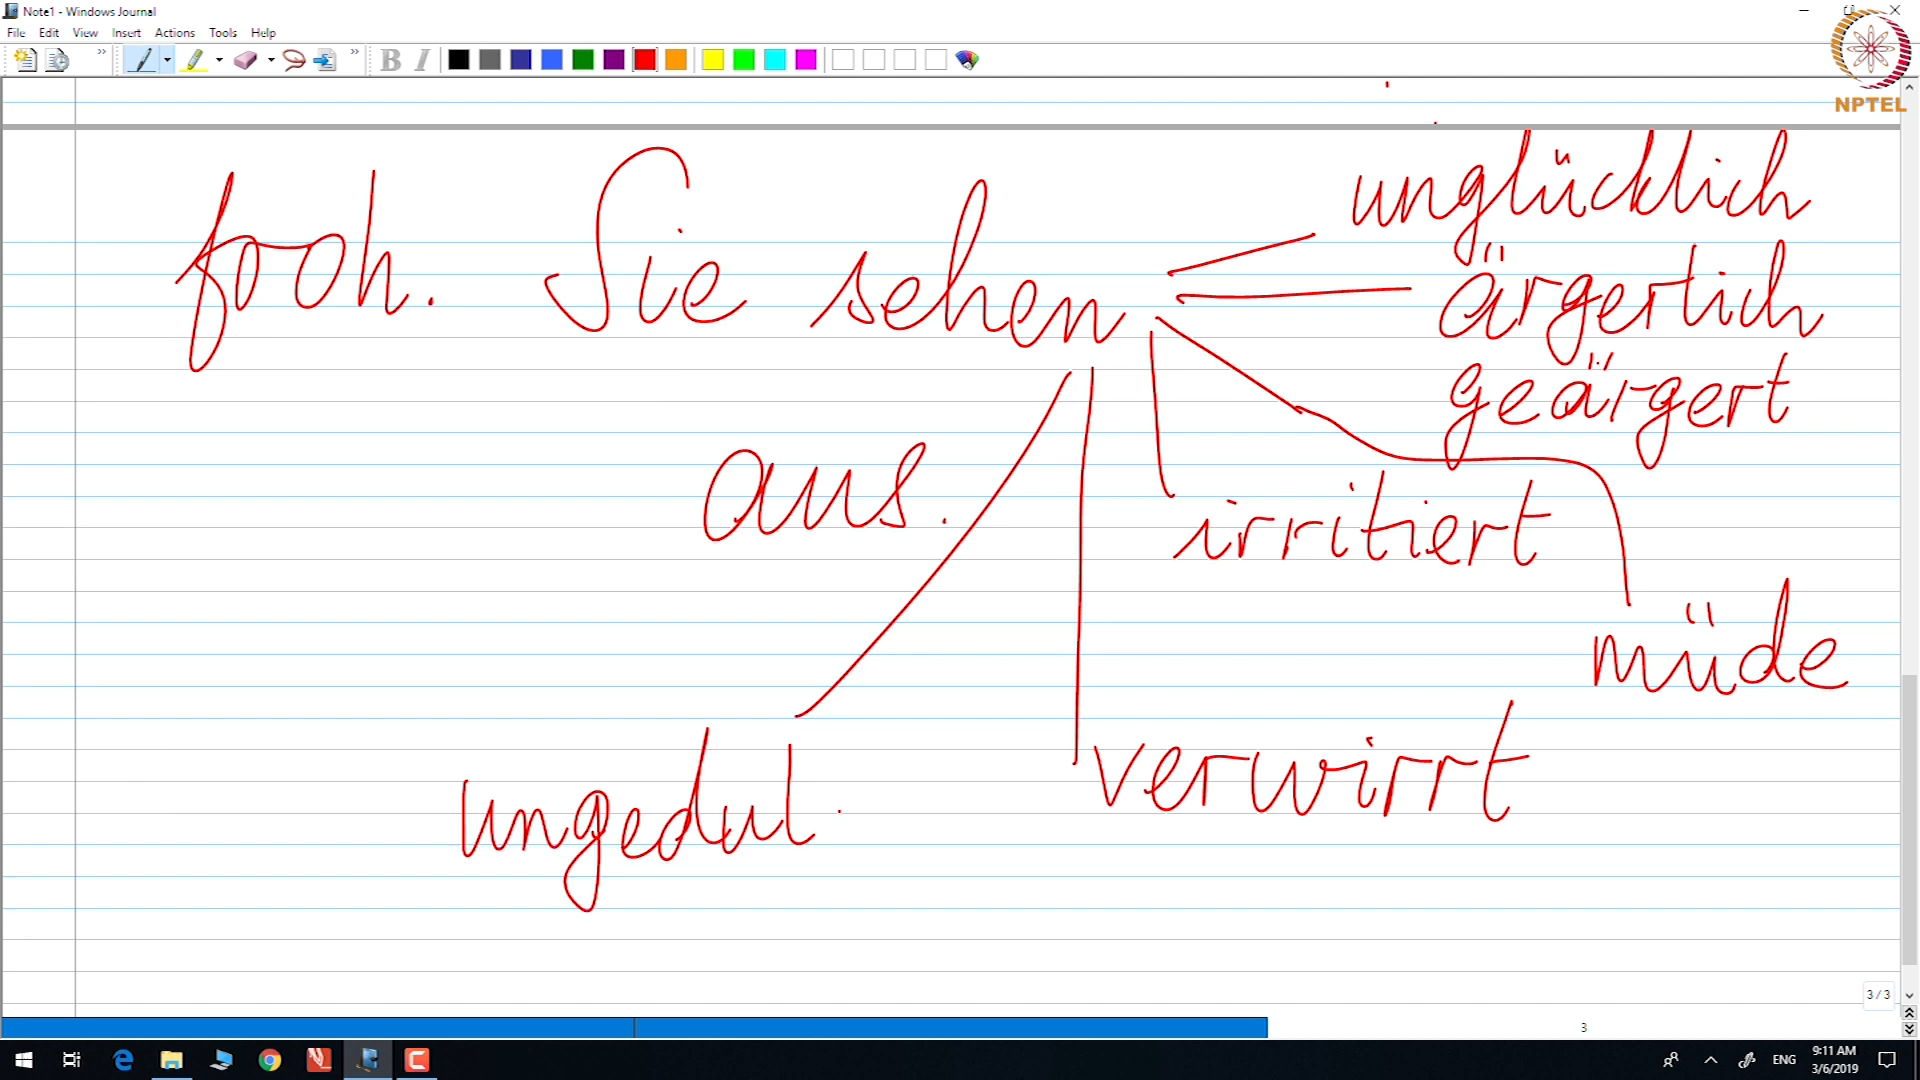 Note1 - Windows Journal
File Edit View Insert Actions Tools Help
B I
NPTEL
froh. Sie sehen unglücklich
ärgerlich
geärgert
aus.
irritiert
müde
verwirrt
ungedul
3 / 3
3
ENG
9:11 AM
3/6/2019